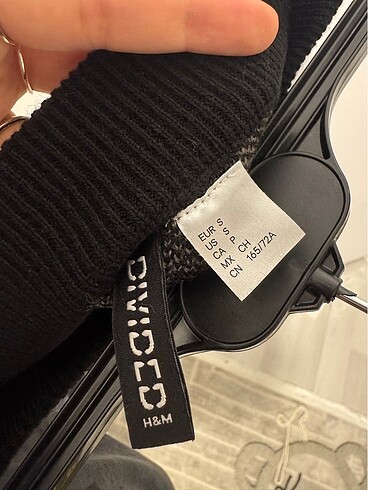 EUR S
US S
CA P
MX CH
CN 165/72A
DIVIDED
H&M